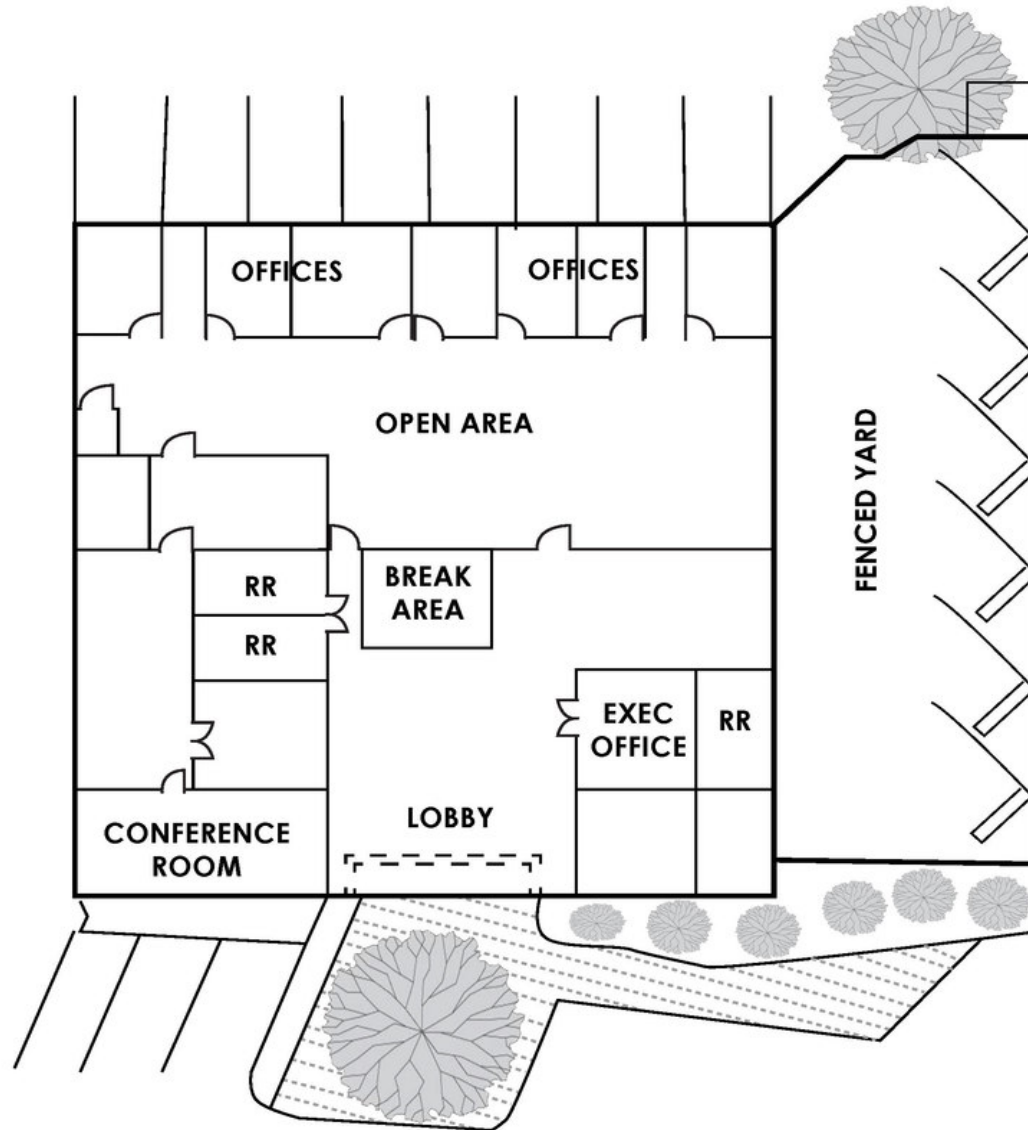 OFFICES
OFFICES
OPEN AREA
FENCED YARD
RR
BREAK
AREA
RR
EXEC
OFFICE
RR
LOBBY
CONFERENCE
ROOM